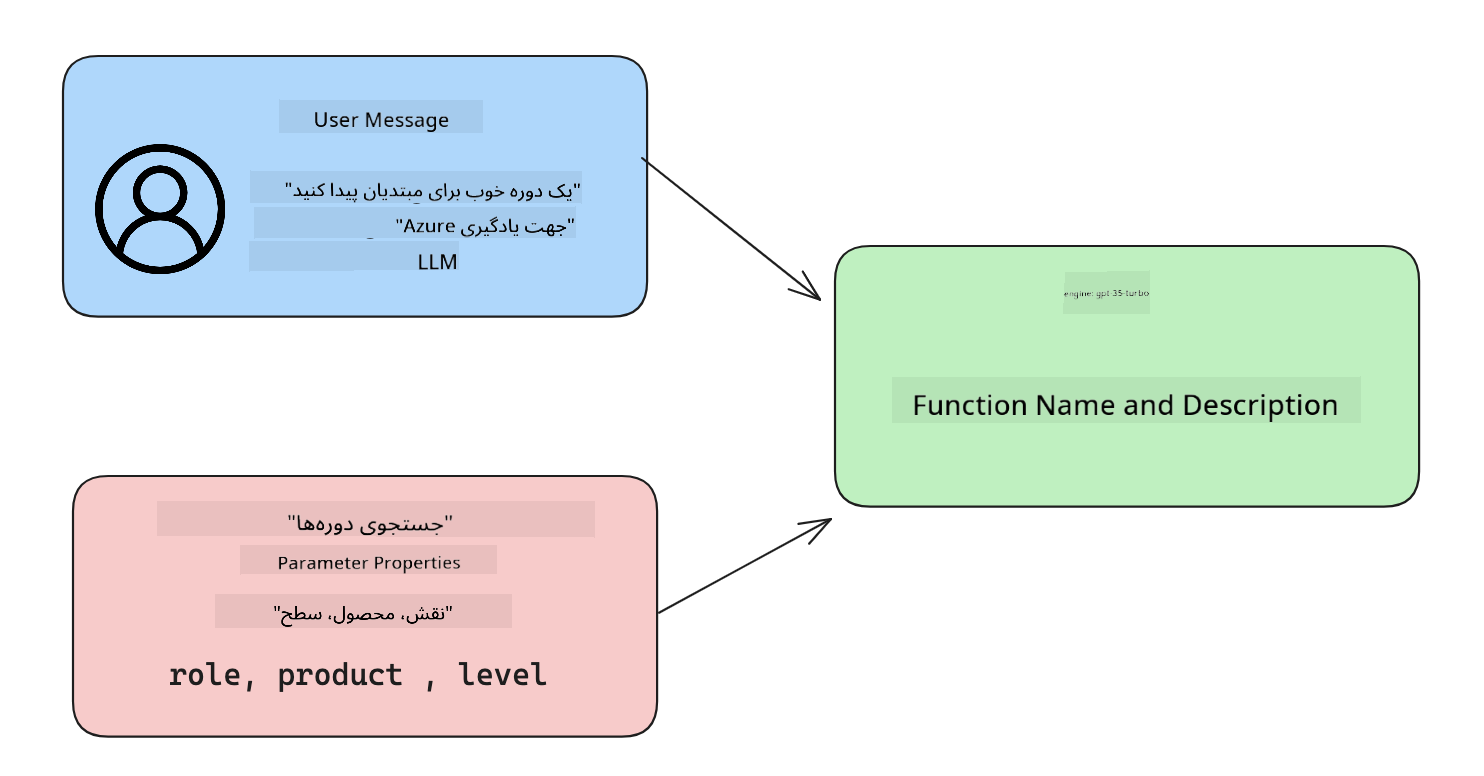 User Message
"یک دوره خوب برای مبتدیان پیدا کنید"
"جهت یادگیری Azure"
LLM
engine: gpt-35-turbo
Function Name and Description
"جستجوی دوره‌ها"
Parameter Properties
"نقش، محصول، سطح"
role, product , level